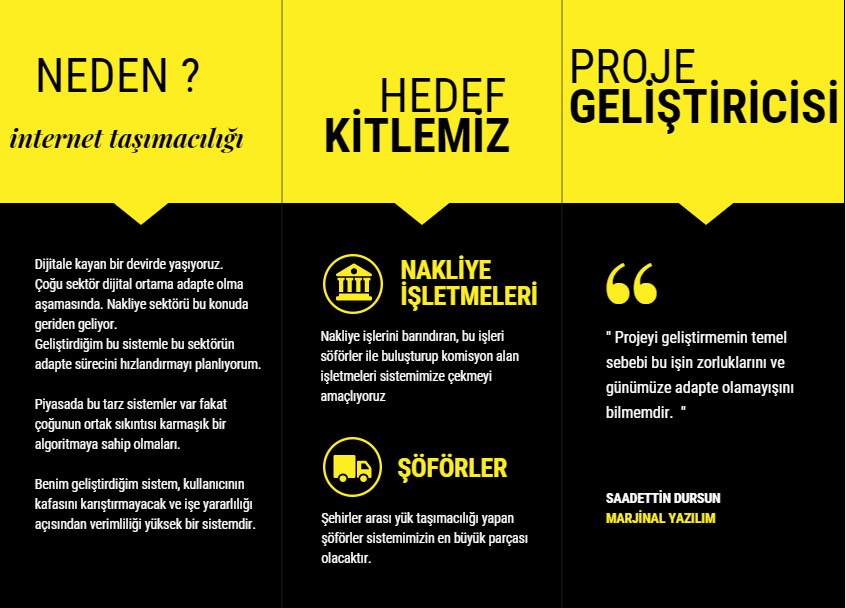 NEDEN ?
internet taşımacılığı
Dijitale kayan bir devirde yaşıyoruz.
Çoğu sektör dijital ortama adapte olma
aşamasında. Nakliye sektörü bu konuda
geriden geliyor.
Geliştirdiğim bu sistemle bu sektörün
adapte sürecini hızlandırmayı planlıyorum.
Piyasada bu tarz sistemler var fakat
çoğunun ortak sıkıntısı karmaşık bir
algoritmaya sahip olmaları.
Benim geliştirdiğim sistem, kullanıcının
kafasını karıştırmayacak ve işe yararlılığı
açısından verimliliği yüksek bir sistemdir.
HEDEF
KİTLEMİZ
NAKLİYE
İŞLETMELERİ
Nakliye işlerini barındıran, bu işleri
söförler ile buluşturup komisyon alan
işletmeleri sistemimize çekmeyi
amaçlıyoruz
ŞÖFÖRLER
Şehirler arası yük taşımacılığı yapan
şöförler sistemimizin en büyük parçası
olacaktır.
PROJE
GELİŞTİRİCİSİ
“
" Projeyi geliştirmemin temel
sebebi bu işin zorluklarını ve
günümüze adapte olamayışını
bilmemdir. "
SAADETTİN DURSUN
MARJİNAL YAZILIM